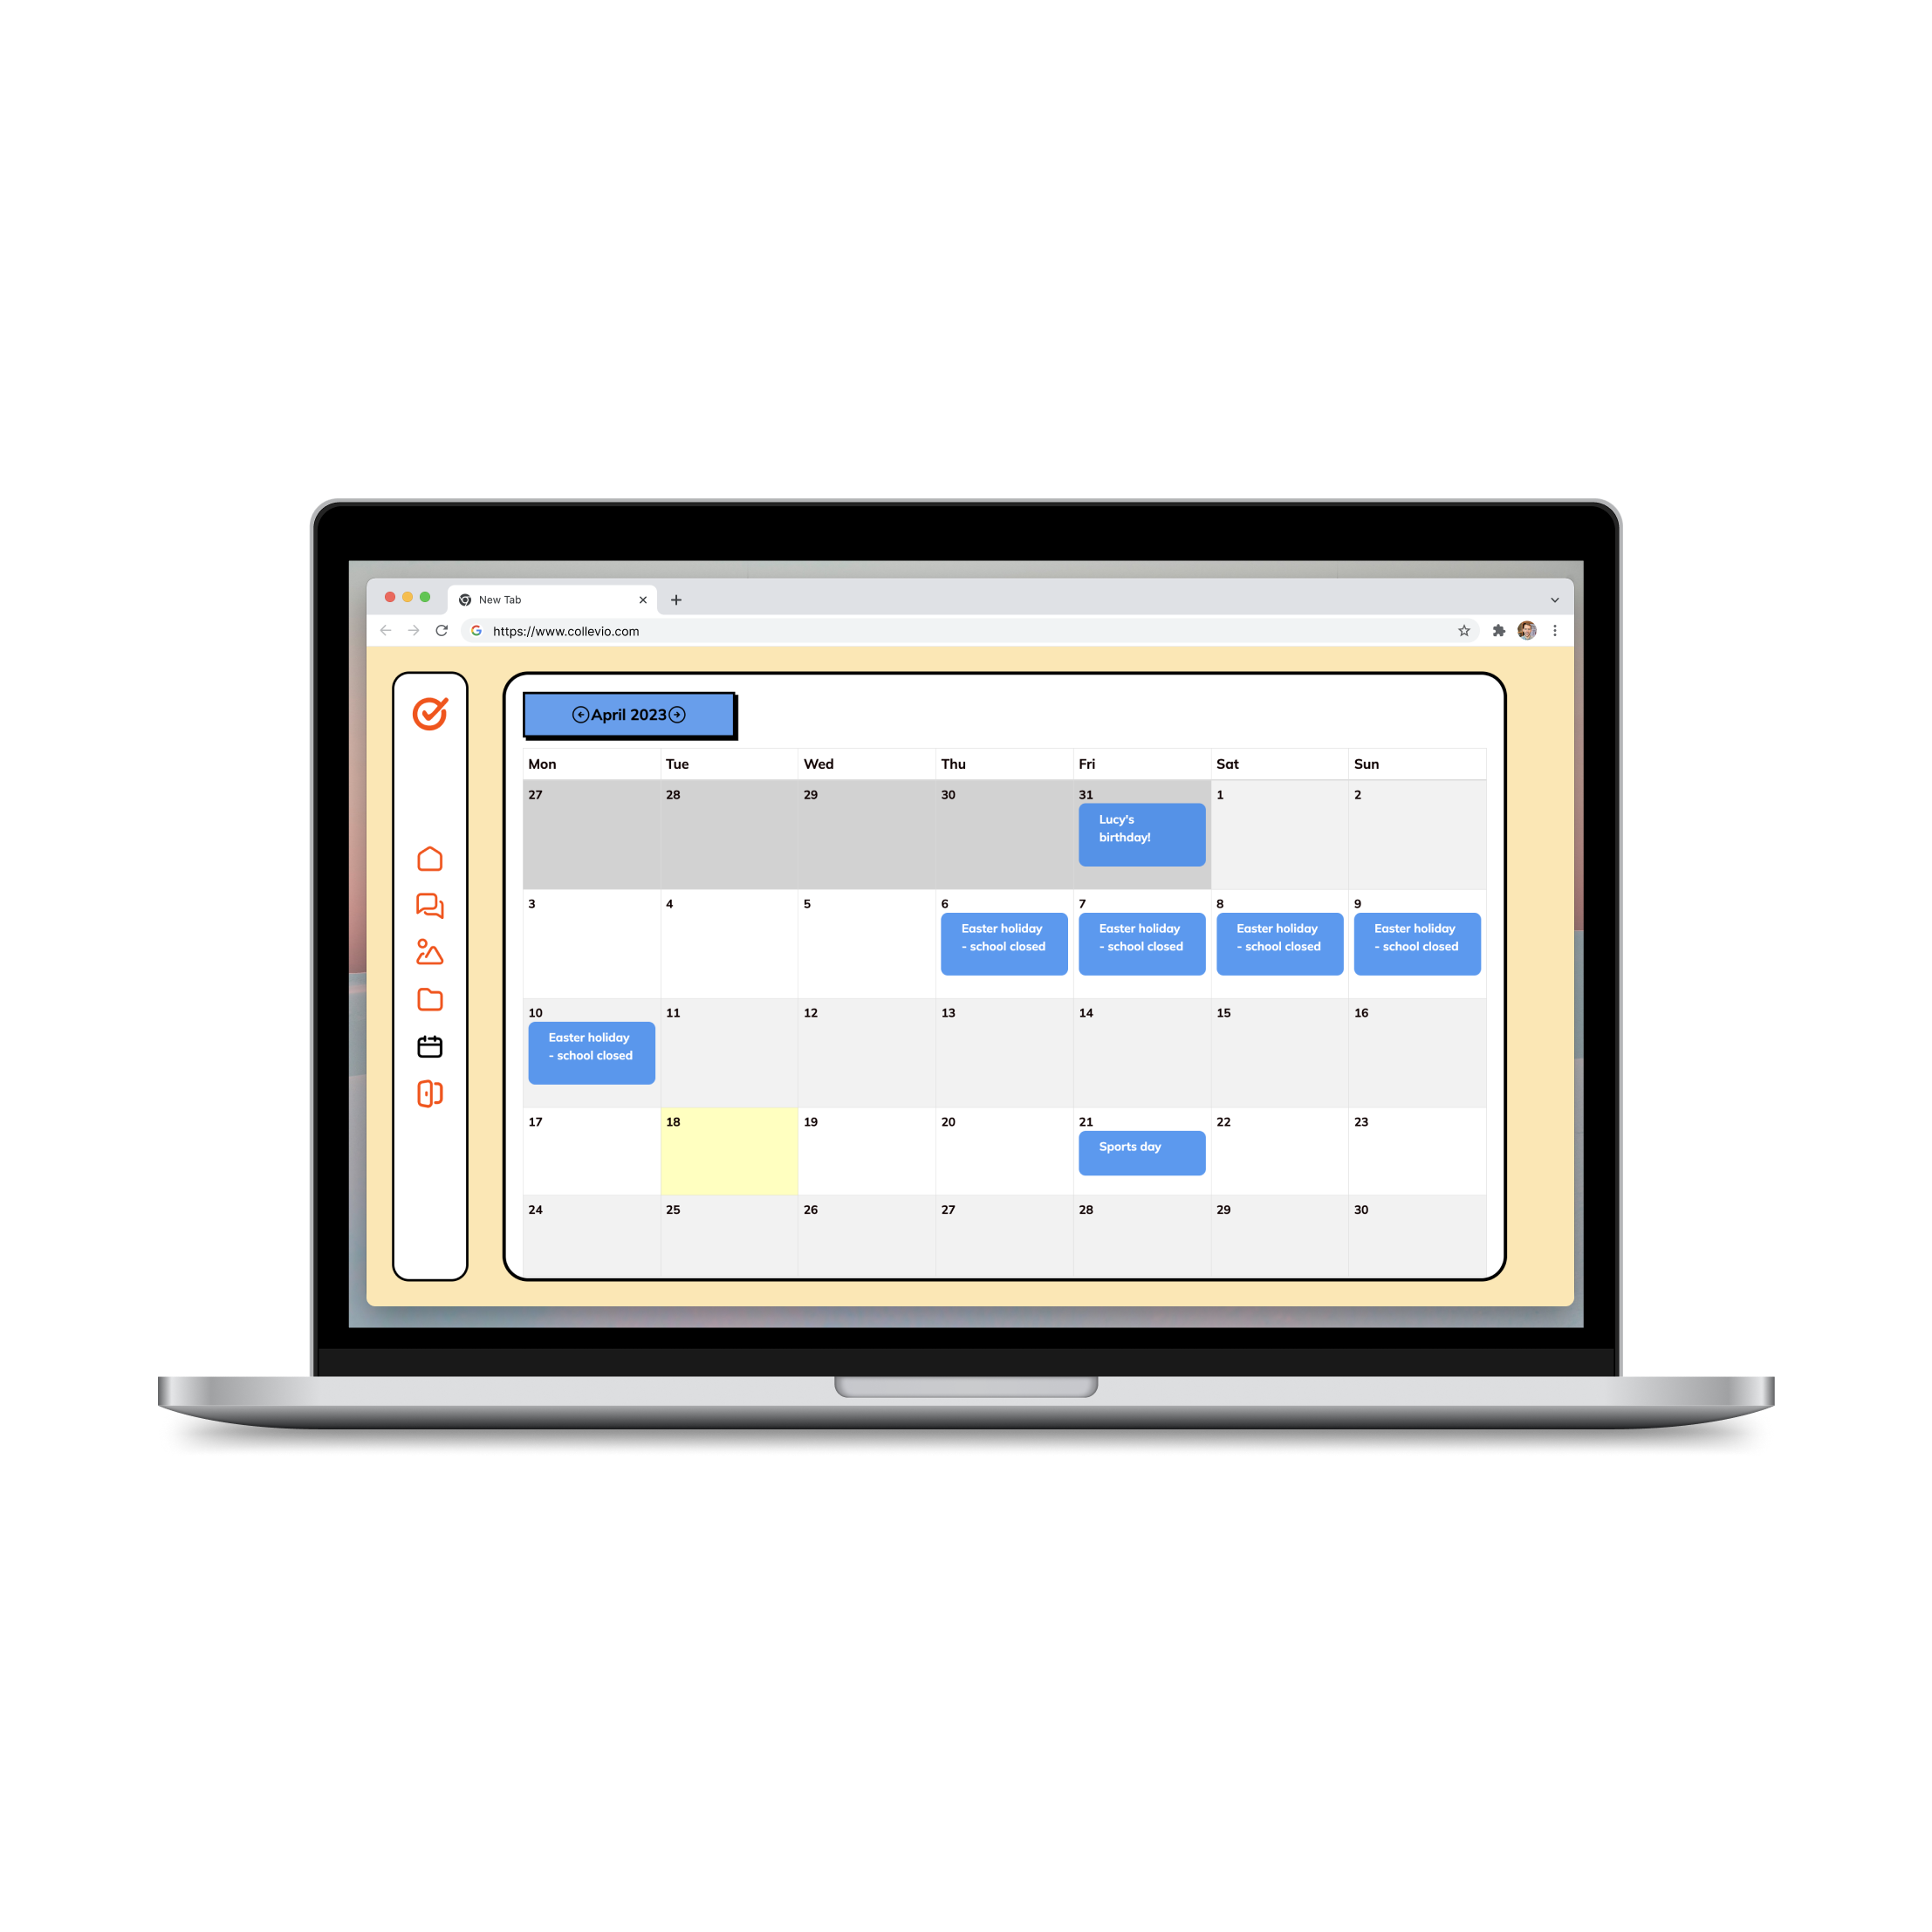 New Tab
https://www.collevio.com
April 2023
Mon Tue Wed Thu Fri Sat Sun
27 28 29 30 31 1 2
Lucy's
birthday!
3 4 5 6 7 8 9
Easter holiday Easter holiday Easter holiday Easter holiday
- school closed - school closed - school closed - school closed
10 11 12 13 14 15 16
Easter holiday
- school closed
17 18 19 20 21 22 23
Sports day
24 25 26 27 28 29 30